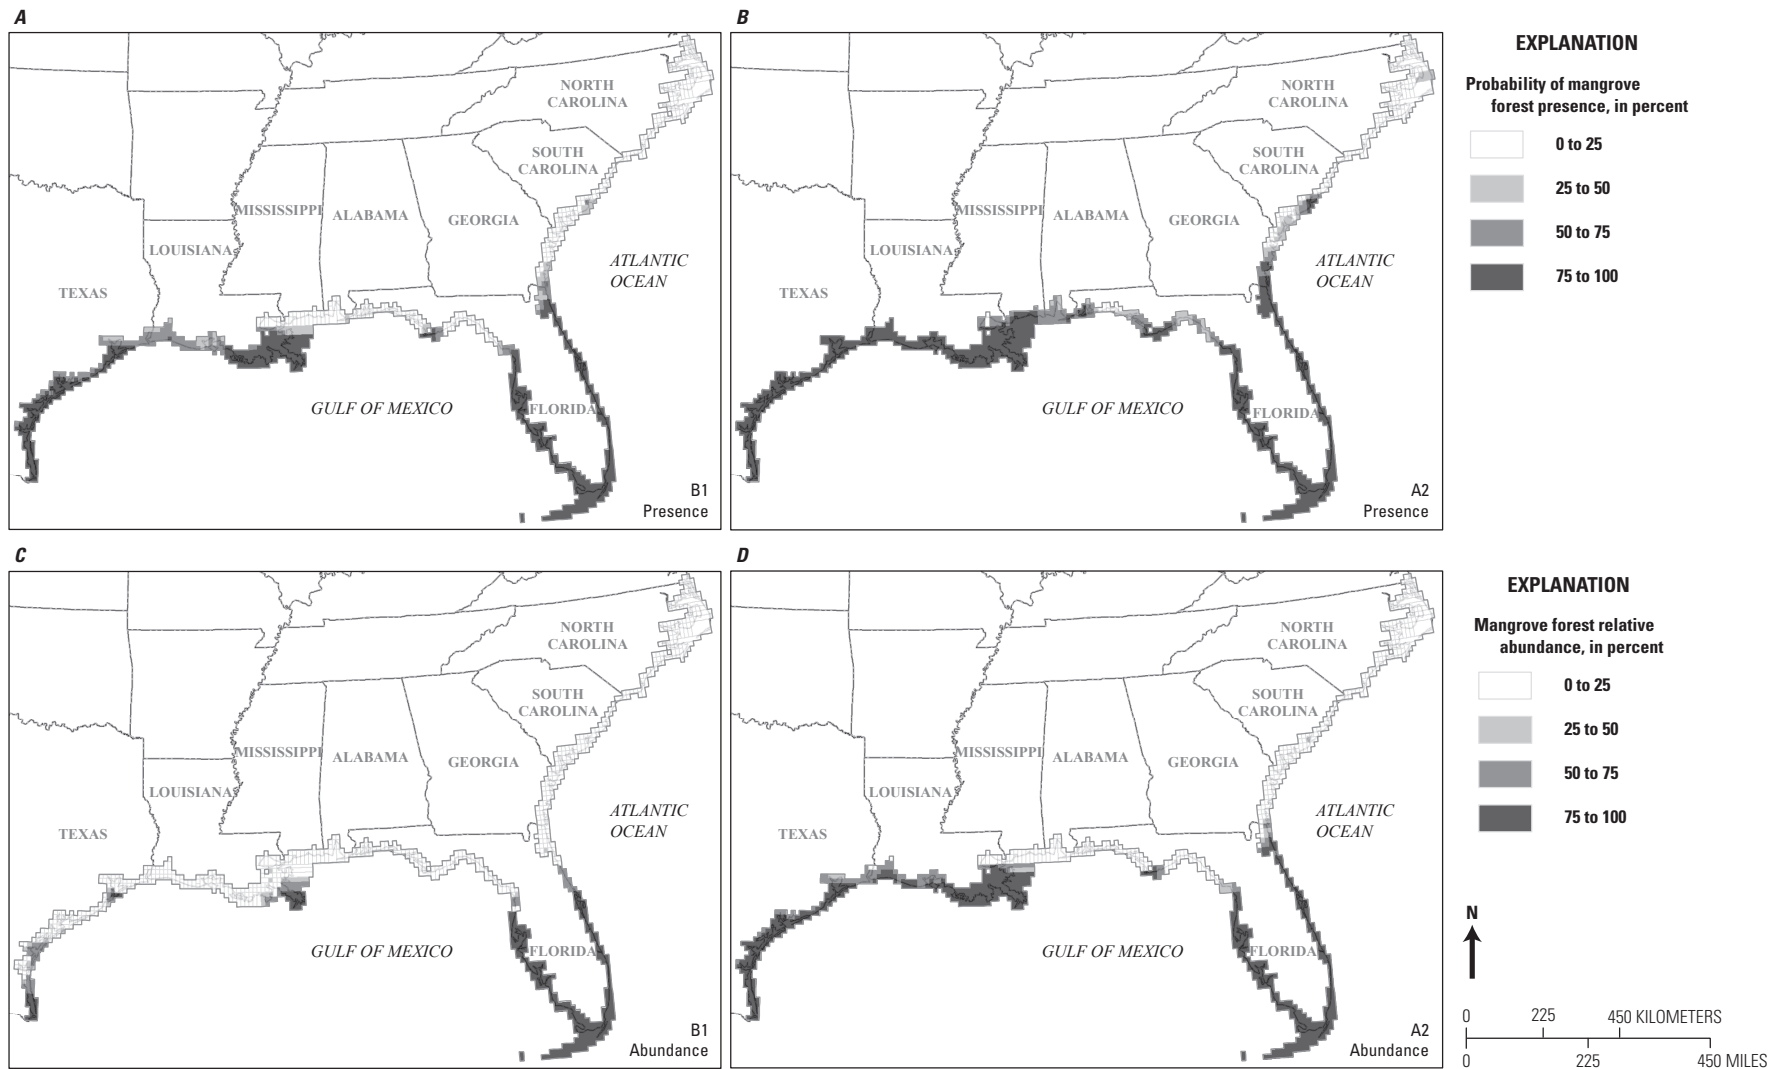 A
NORTH
CAROLINA
SOUTH
CAROLINA
MISSISSIPPI
ALABAMA
GEORGIA
LOUISIANA
ATLANTIC
OCEAN
TEXAS
GULF OF MEXICO
FLORIDA
B1
Presence
B
NORTH
CAROLINA
SOUTH
CAROLINA
MISSISSIPPI
ALABAMA
GEORGIA
LOUISIANA
ATLANTIC
OCEAN
TEXAS
GULF OF MEXICO
FLORIDA
A2
Presence
EXPLANATION
Probability of mangrove
forest presence, in percent
0 to 25
25 to 50
50 to 75
75 to 100
C
NORTH
CAROLINA
SOUTH
CAROLINA
MISSISSIPPI
ALABAMA
GEORGIA
LOUISIANA
ATLANTIC
OCEAN
TEXAS
GULF OF MEXICO
FLORIDA
B1
Abundance
D
NORTH
CAROLINA
SOUTH
CAROLINA
MISSISSIPPI
ALABAMA
GEORGIA
LOUISIANA
ATLANTIC
OCEAN
TEXAS
GULF OF MEXICO
FLORIDA
A2
Abundance
EXPLANATION
Mangrove forest relative
abundance, in percent
0 to 25
25 to 50
50 to 75
75 to 100
N
0 225 450 KILOMETERS
0 225 450 MILES